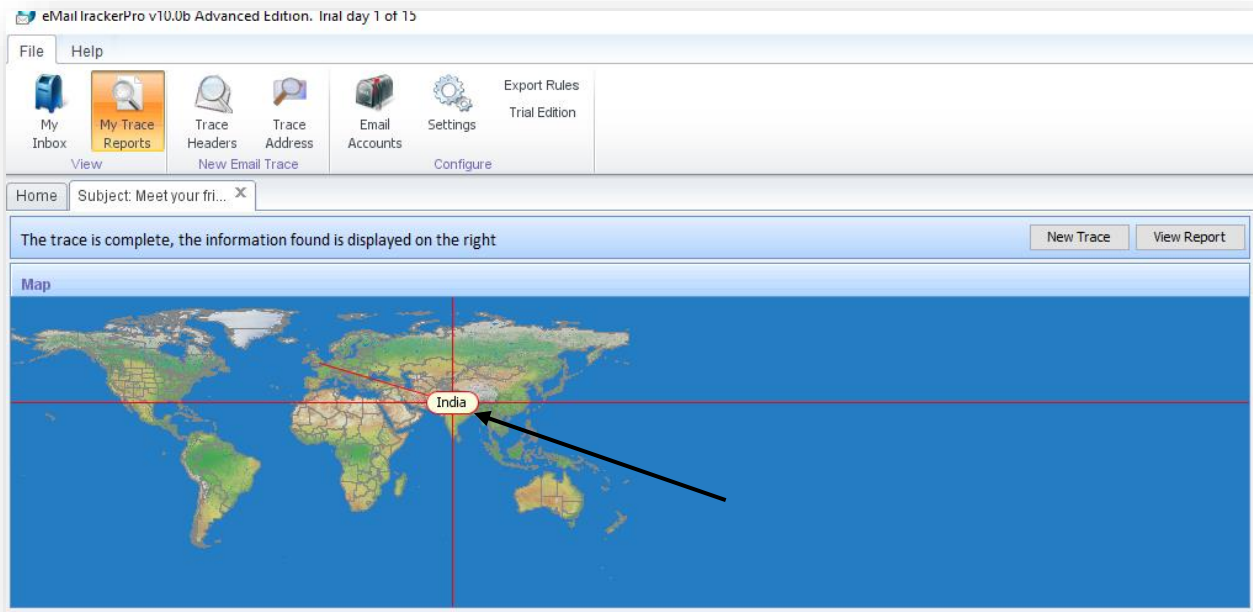 eMailTrackerPro v10.0b Advanced Edition. Trial day 1 of 15
File Help
My Inbox
My Trace Reports
Trace Headers
Trace Address
Email Accounts
Settings
Export Rules
Trial Edition
View
New Email Trace
Configure
Home
Subject: Meet your fri... X
The trace is complete, the information found is displayed on the right
New Trace
View Report
Map
India